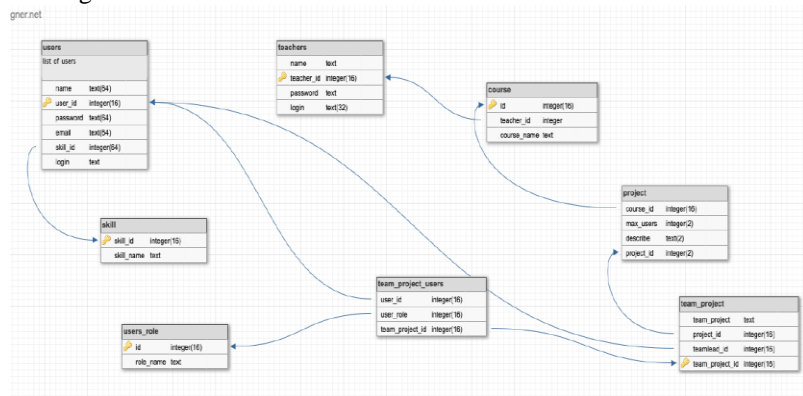 gner.net
users
list of users
name text(64)
user_id integer(16)
password text(64)
email text(64)
skill_id integer(64)
login text
teachers
name text
teacher_id integer(16)
password text
login text(32)
course
id integer(16)
teacher_id integer
course_name text
project
course_id integer(16)
max_users integer(2)
describe text(2)
project_id integer(2)
skill
skill_id integer(16)
skill_name text
team_project_users
user_id integer(16)
user_role integer(16)
team_project_id integer(16)
users_role
id integer(16)
role_name text
team_project
team_project text
project_id integer(16)
teamlead_id integer(16)
team_project_id integer(16)